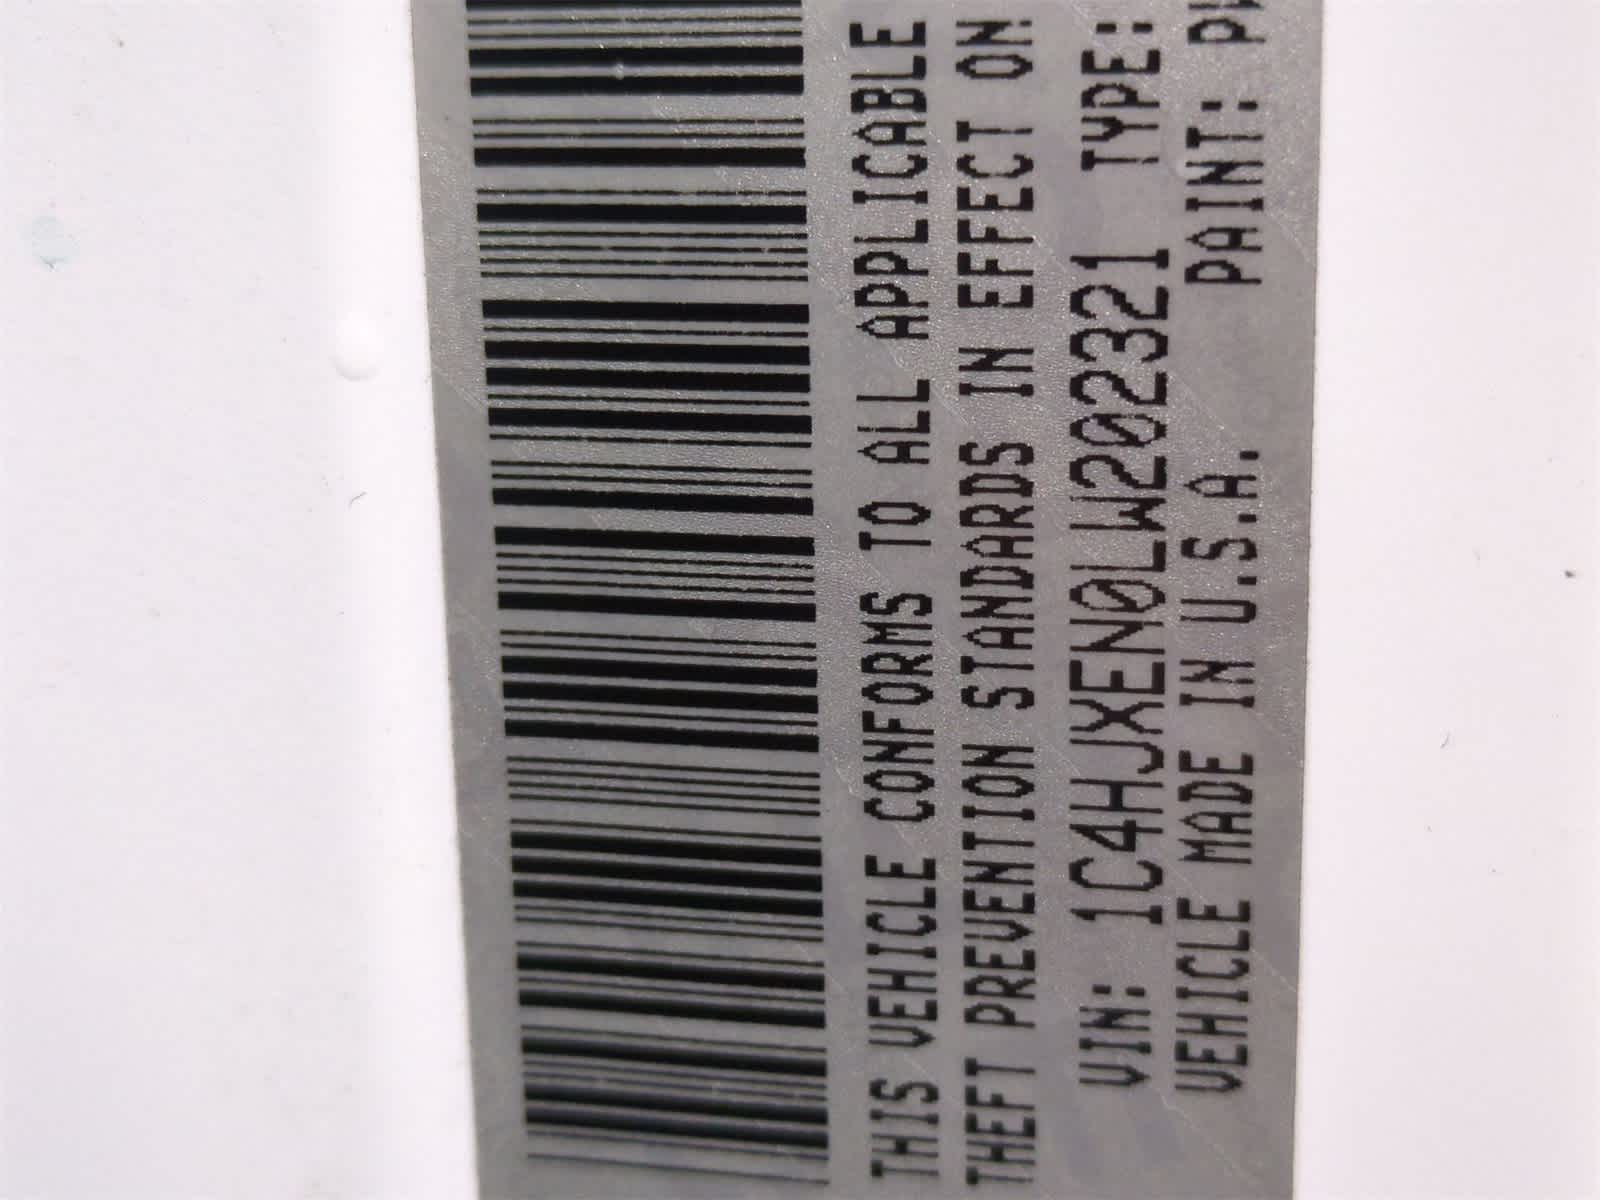 THIS VEHICLE CONFORMS TO ALL APPLICABLE
THEFT PREVENTION STANDARDS IN EFFECT ON
VIN: 1C4HJXEN0LW202321 TYPE:
VEHICLE MADE IN U.S.A. PAINT: